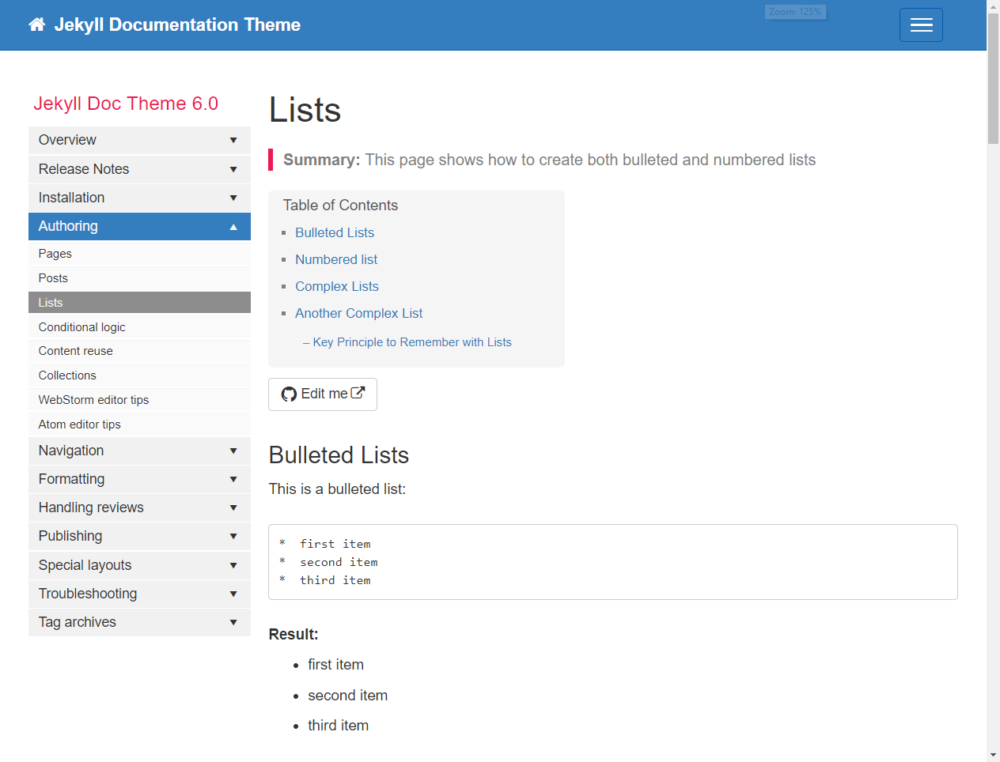 Jekyll Documentation Theme
Zoom: 125%
Jekyll Doc Theme 6.0
Overview
Release Notes
Installation
Authoring
Pages
Posts
Lists
Conditional logic
Content reuse
Collections
WebStorm editor tips
Atom editor tips
Navigation
Formatting
Handling reviews
Publishing
Special layouts
Troubleshooting
Tag archives
Lists
Summary: This page shows how to create both bulleted and numbered lists
Table of Contents
Bulleted Lists
Numbered list
Complex Lists
Another Complex List
– Key Principle to Remember with Lists
Edit me
Bulleted Lists
This is a bulleted list:
* first item
* second item
* third item
Result:
• first item
• second item
• third item